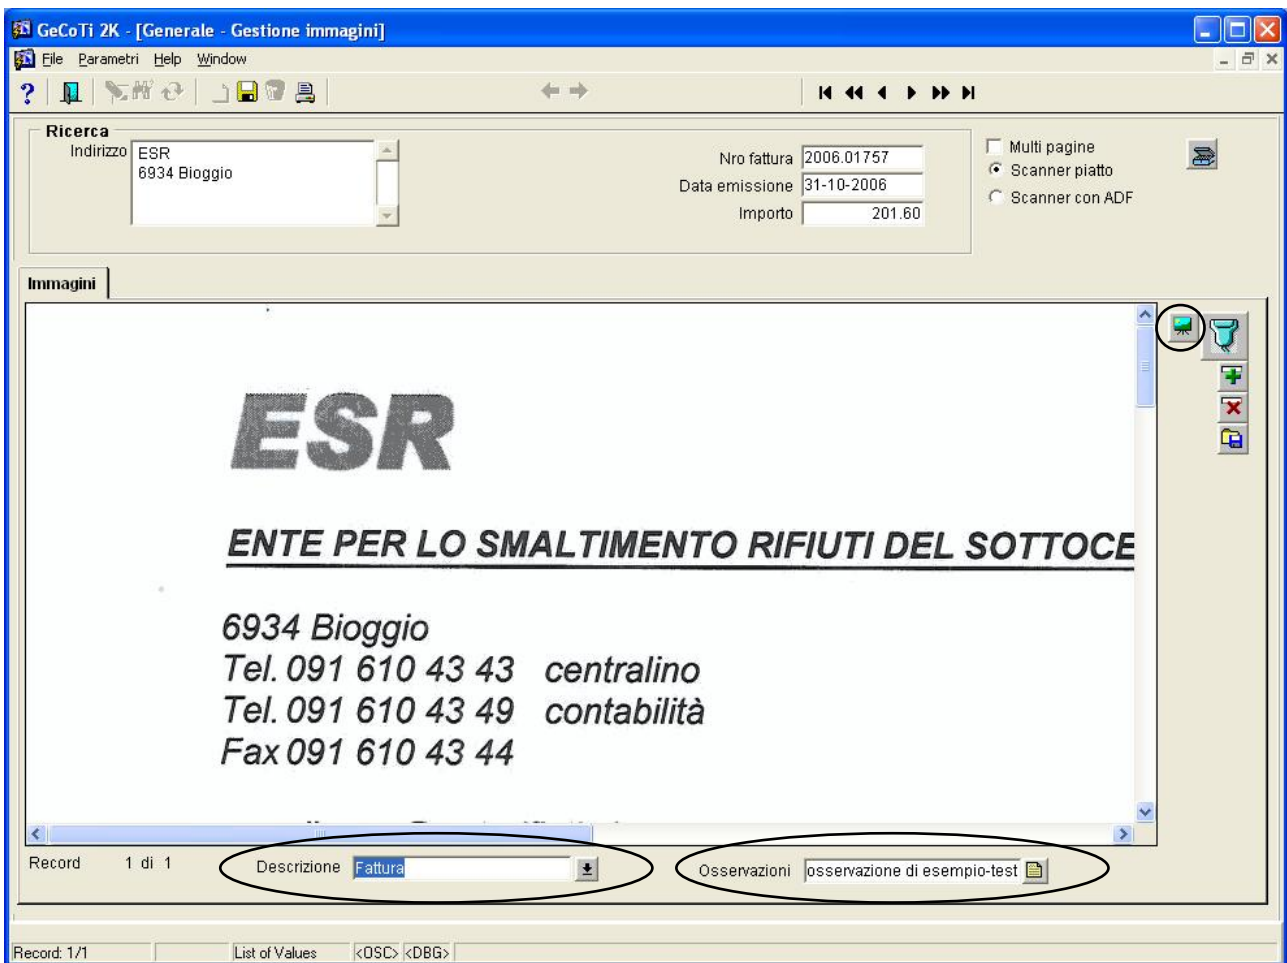 GeCoTi 2K - [Generale - Gestione immagini]
File Parametri Help Window
Ricerca
Indirizzo ESR
6934 Bioggio
Nro fattura 2006.01757
Data emissione 31-10-2006
Importo 201.60
Multi pagine
Scanner piatto
Scanner con ADF
Immagini
ESR
ENTE PER LO SMALTIMENTO RIFIUTI DEL SOTTOCE
6934 Bioggio
Tel. 091 610 43 43 centralino
Tel. 091 610 43 49 contabilità
Fax 091 610 43 44
Record 1 di 1 Descrizione Fattura Osservazioni osservazione di esempio-test
Record: 1/1 List of Values <OSC> <DBG>